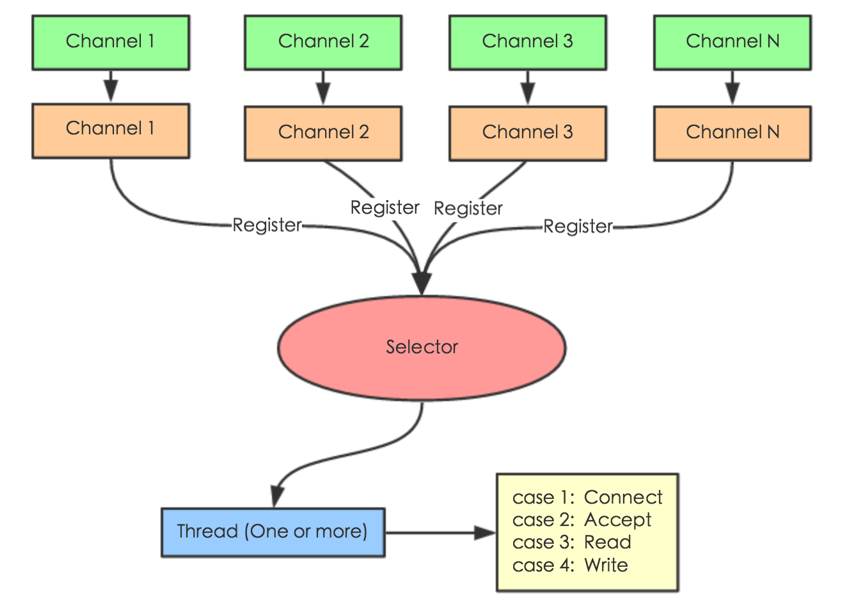 Channel 1
Channel 2
Channel 3
Channel N
Channel 1
Channel 2
Channel 3
Channel N
Register
Register
Register
Register
Selector
Thread (One or more)
case 1: Connect
case 2: Accept
case 3: Read
case 4: Write